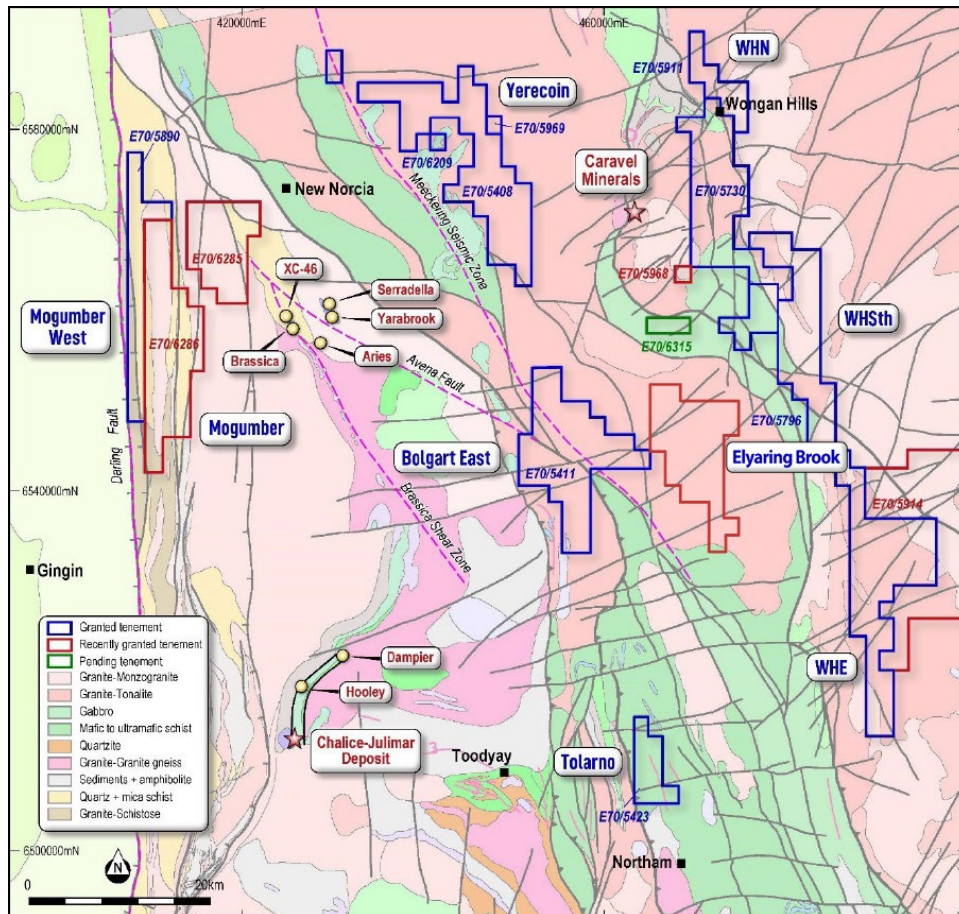 420000mE
460000mE
WHN
E70/5911
Yerecoin
Wongan Hills
6580000mN
E70/5890
E70/5969
E70/6209
Caravel
Minerals
E70/5730
E70/5408
New Norcia
Meeckering Seismic Zone
E70/6285
XC-46
Serradella
E70/5968
Yarabrook
WHSth
Mogumber
West
E70/6286
E70/6315
Brassica
Aries
Avena Fault
Mogumber
E70/5796
Darling Fault
Bolgart East
Elyaring Brook
E70/5411
E70/5914
6540000mN
Brassica Shear Zone
Gingin
Granted tenement
Recently granted tenement
Pending tenement
Granite-Monzogranite
Granite-Tonalite
Gabbro
Mafic to ultramafic schist
Quartzite
Granite-Granite gneiss
Sediments + amphibolite
Quartz + mica schist
Granite-Schistose
Dampier
WHE
Hooley
Chalice-Julimar
Deposit
Toodyay
Tolarno
E70/5423
6500000mN
Northam
N
0
20km